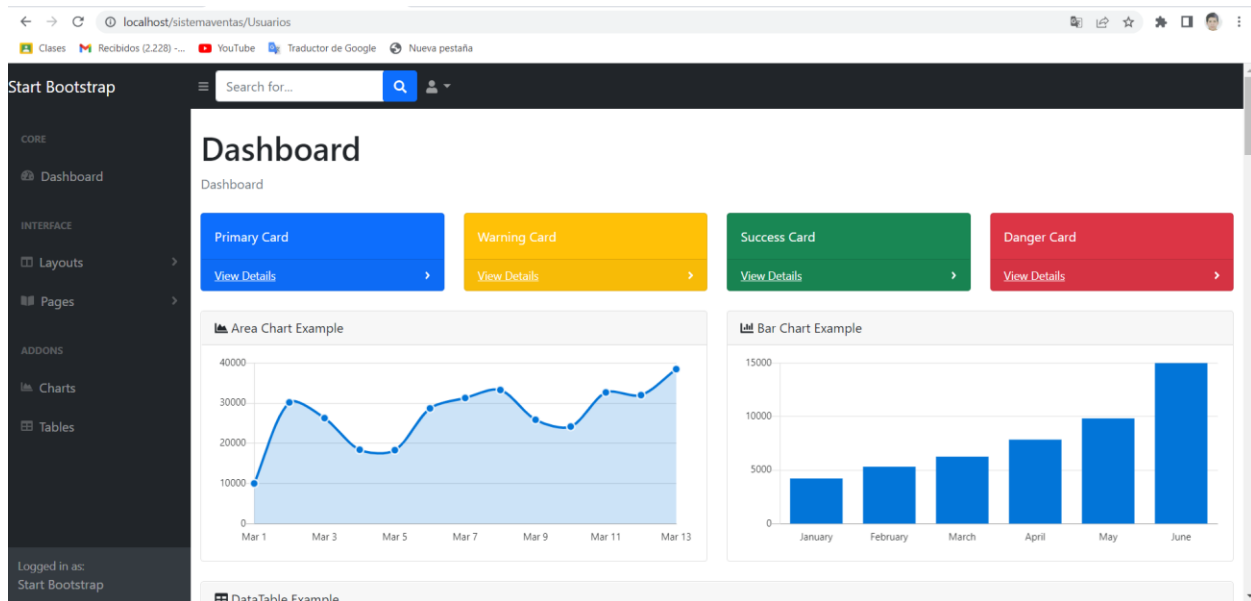 localhost/sistemaventas/Usuarios
Clases Recibidos (2.228) -... YouTube Traductor de Google Nueva pestaña
Start Bootstrap
Search for...
CORE
Dashboard
INTERFACE
Layouts
Pages
ADDONS
Charts
Tables
Logged in as:
Start Bootstrap
Dashboard
Dashboard
Primary Card
View Details
Warning Card
View Details
Success Card
View Details
Danger Card
View Details
Area Chart Example
40000
30000
20000
10000
0
Mar 1 Mar 3 Mar 5 Mar 7 Mar 9 Mar 11 Mar 13
Bar Chart Example
15000
10000
5000
0
January February March April May June
DataTable Example